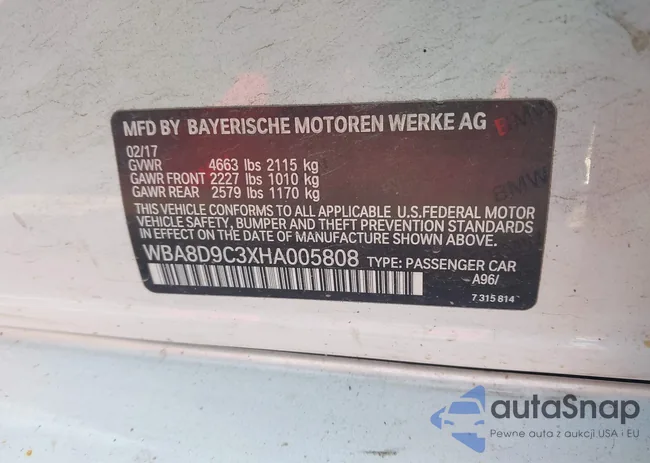 MFD BY BAYERISCHE MOTOREN WERKE AG
02/17
GVWR 4663 lbs 2115 kg
GAWR FRONT 2227 lbs 1010 kg
GAWR REAR 2579 lbs 1170 kg
THIS VEHICLE CONFORMS TO ALL APPLICABLE U.S.FEDERAL MOTOR
VEHICLE SAFETY, BUMPER AND THEFT PREVENTION STANDARDS
IN EFFECT ON THE DATE OF MANUFACTURE SHOWN ABOVE.
WBA8D9C3XHA005808 TYPE: PASSENGER CAR
A96/
7 315 814
BMW
autaSnap
Pewne auta z aukcji USA i EU